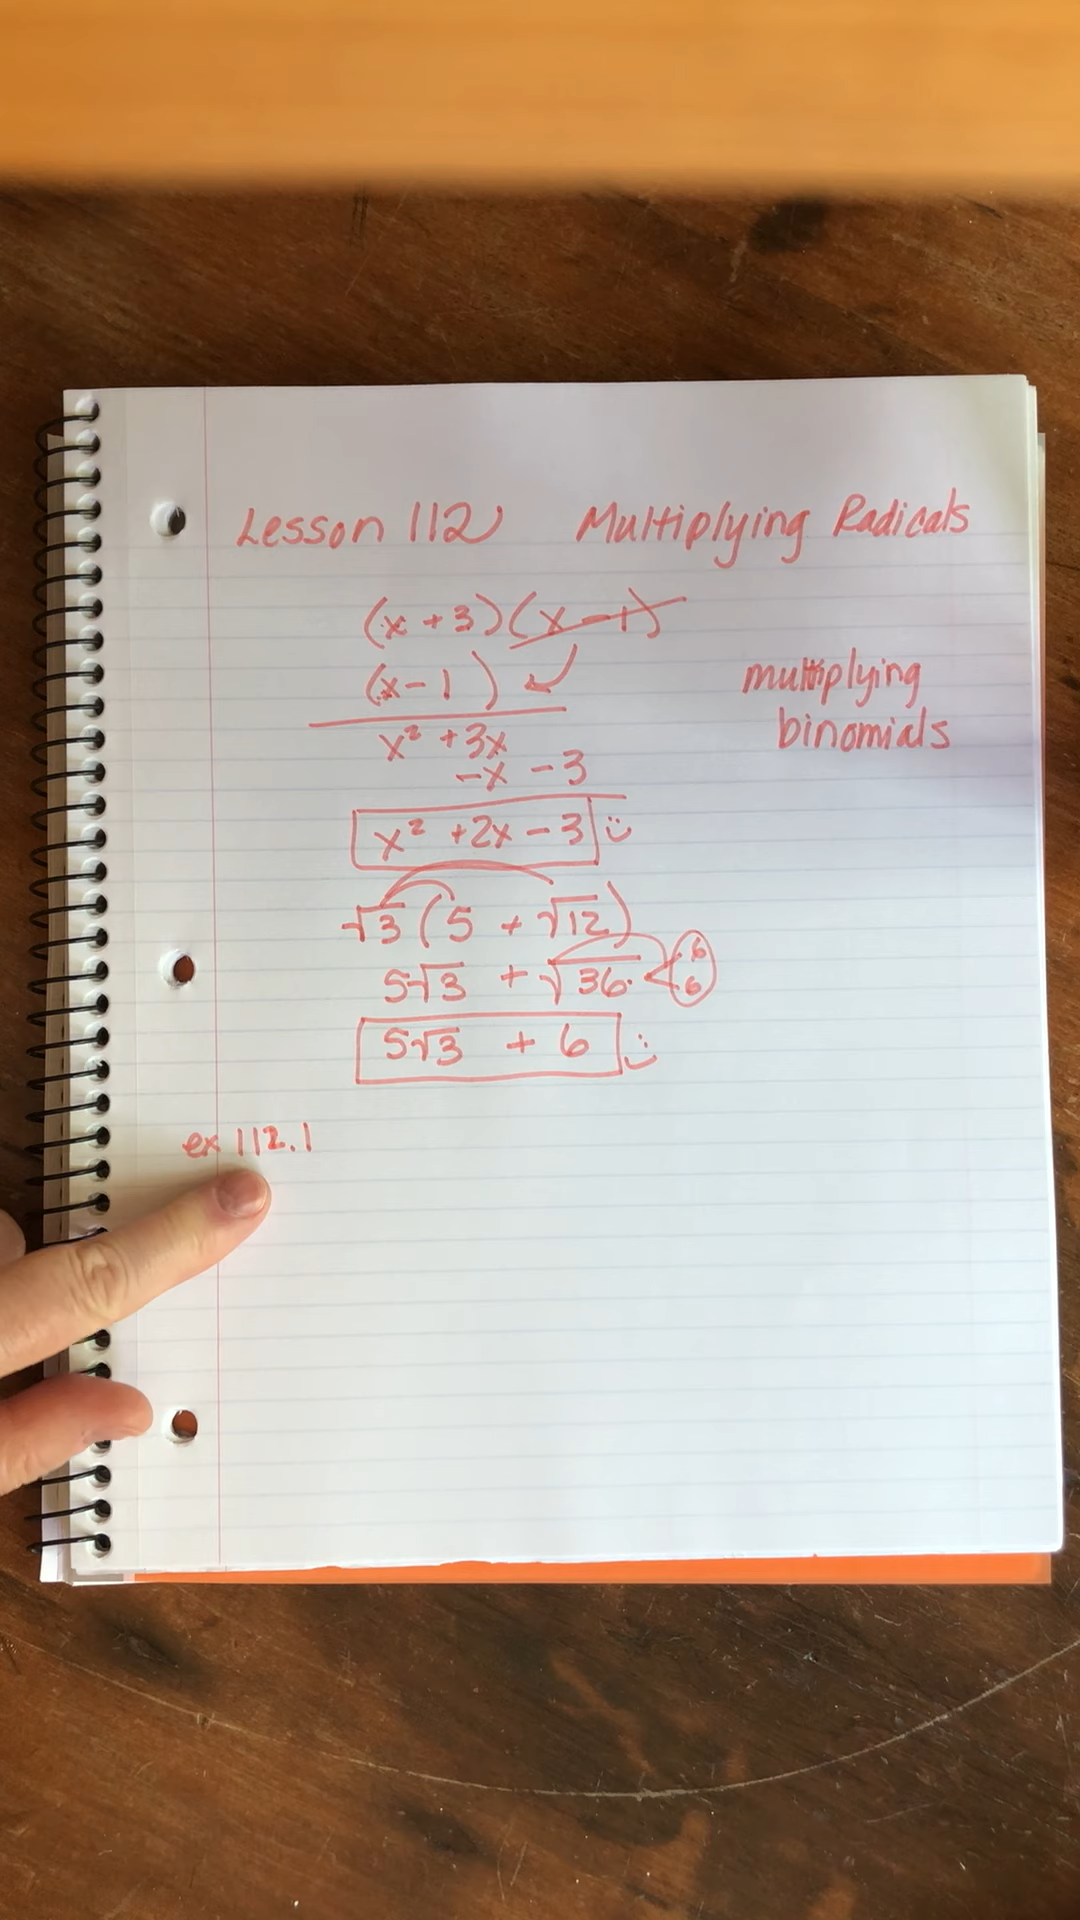 Lesson 112 Multiplying Radicals
(x + 3)(x - 1)
(x - 1)
multiplying
binomials
x² + 3x
-x - 3
x² + 2x - 3
√3 (5 + √12)
5√3 + √36 6
6
5√3 + 6
ex 112.1